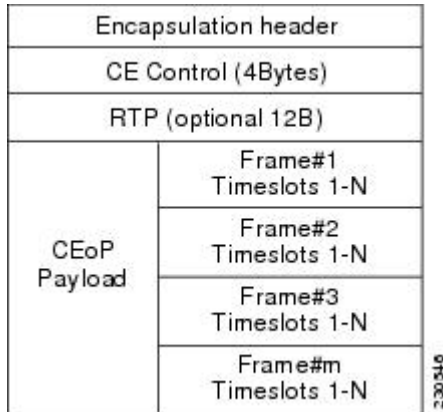 Encapsulation header
CE Control (4Bytes)
RTP (optional 12B)
CEoP
Payload
Frame#1
Timeslots 1-N
Frame#2
Timeslots 1-N
Frame#3
Timeslots 1-N
Frame#m
Timeslots 1-N
230546